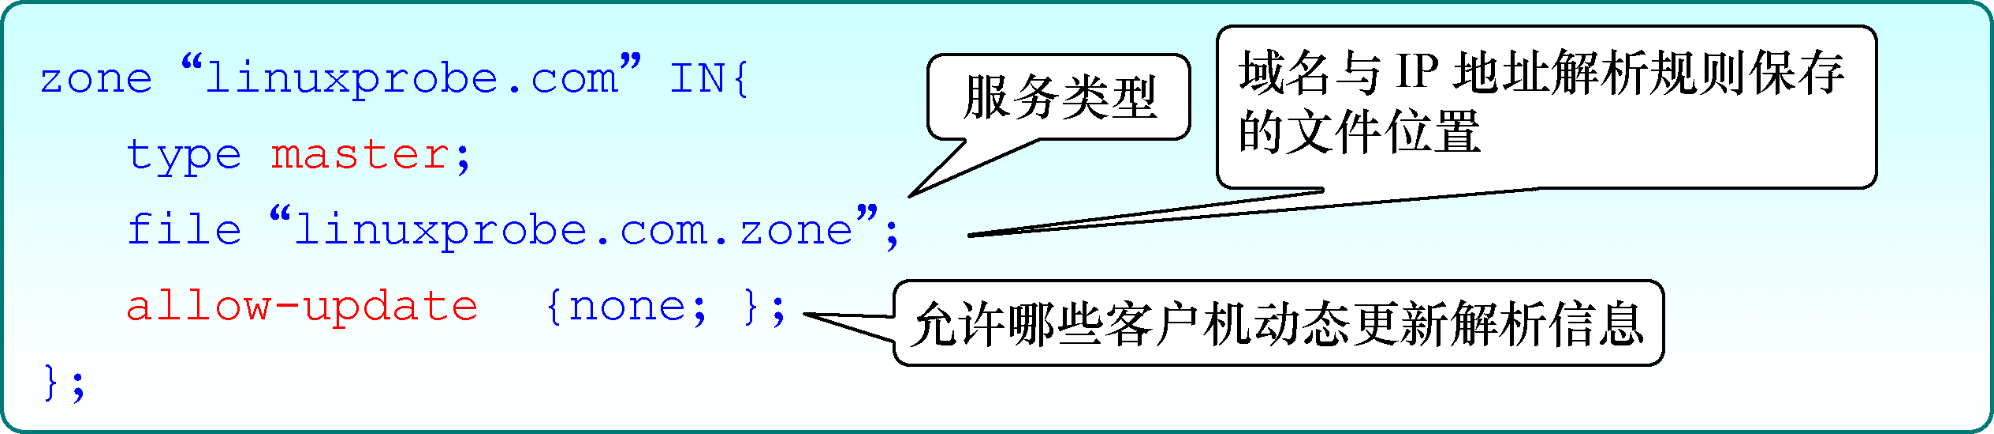 zone “linuxprobe.com” IN{
type master;
file “linuxprobe.com.zone”;
allow-update {none; };
};
服务类型
域名与 IP 地址解析规则保存
的文件位置
允许哪些客户机动态更新解析信息